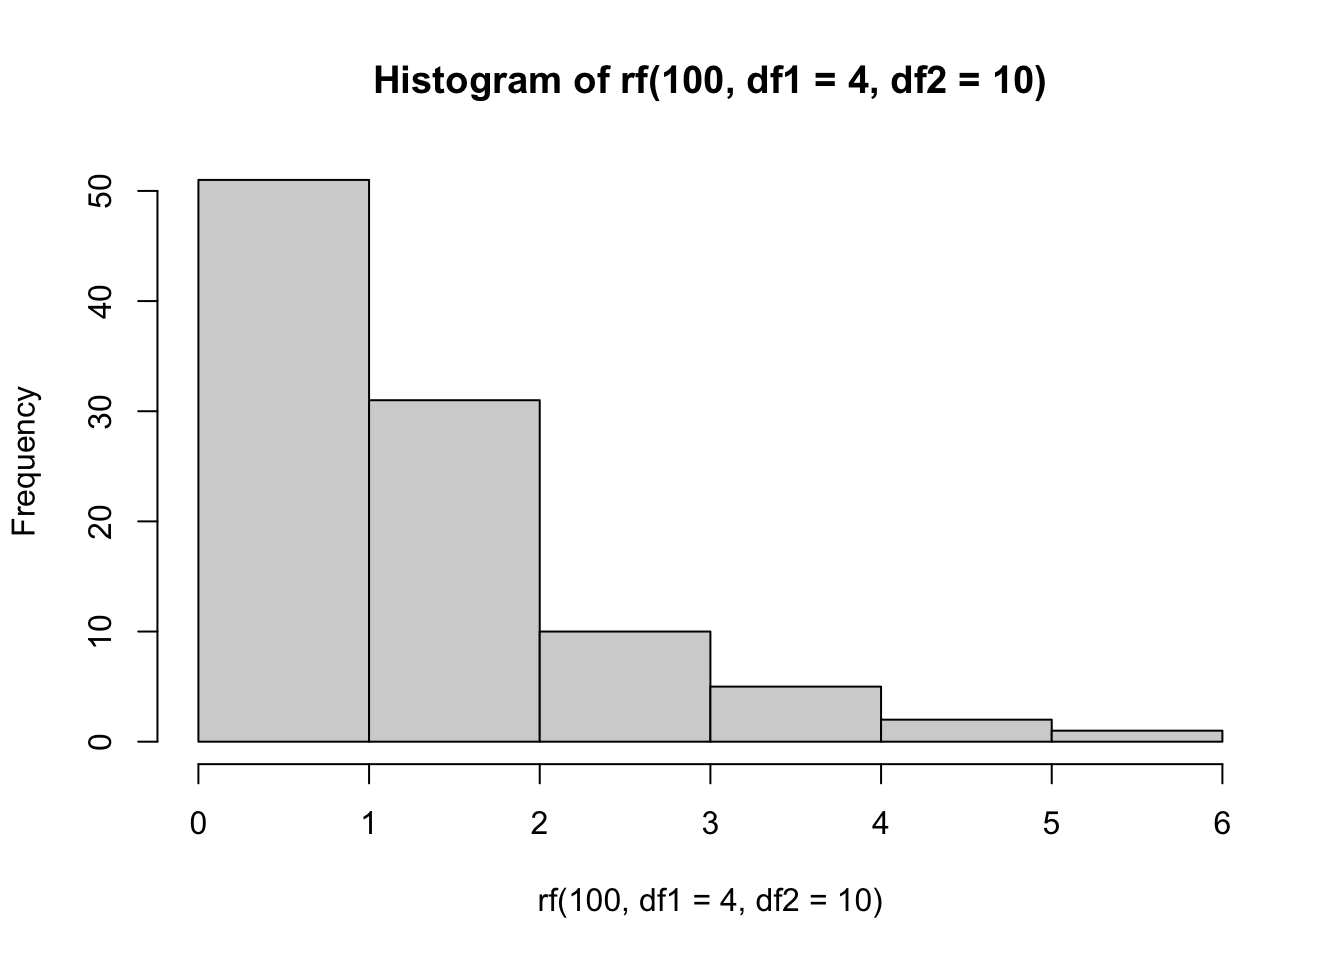 Histogram of rf(100, df1 = 4, df2 = 10)
Frequency
50
40
30
20
10
0
0 1 2 3 4 5 6
rf(100, df1 = 4, df2 = 10)